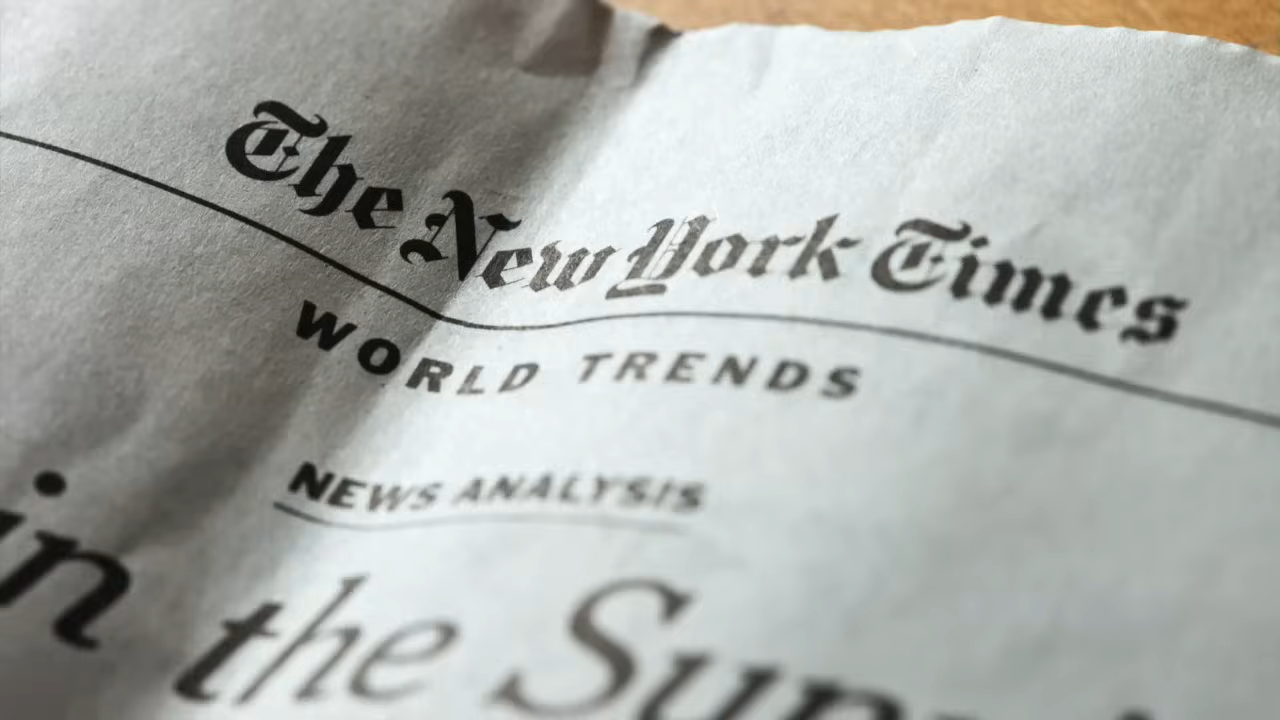 The New York Times
WORLD TRENDS
NEWS ANALYSIS
in the